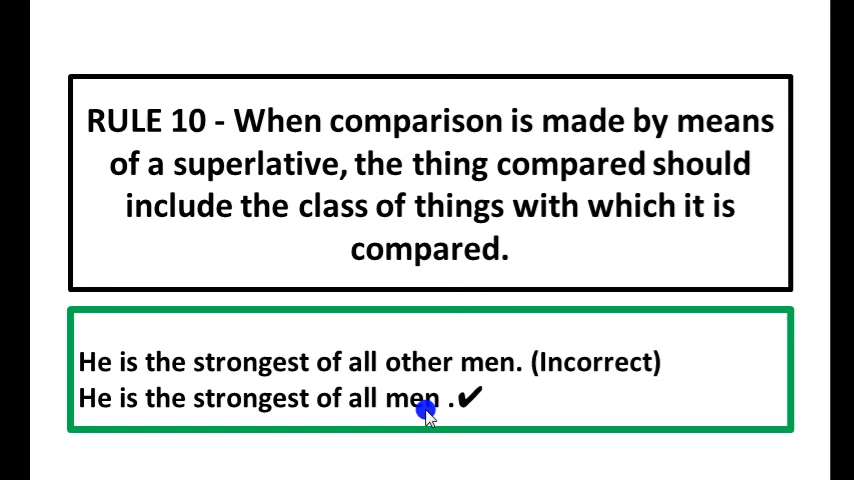 RULE 10 - When comparison is made by means
of a superlative, the thing compared should
include the class of things with which it is
compared.
He is the strongest of all other men. (Incorrect)
He is the strongest of all men .✔